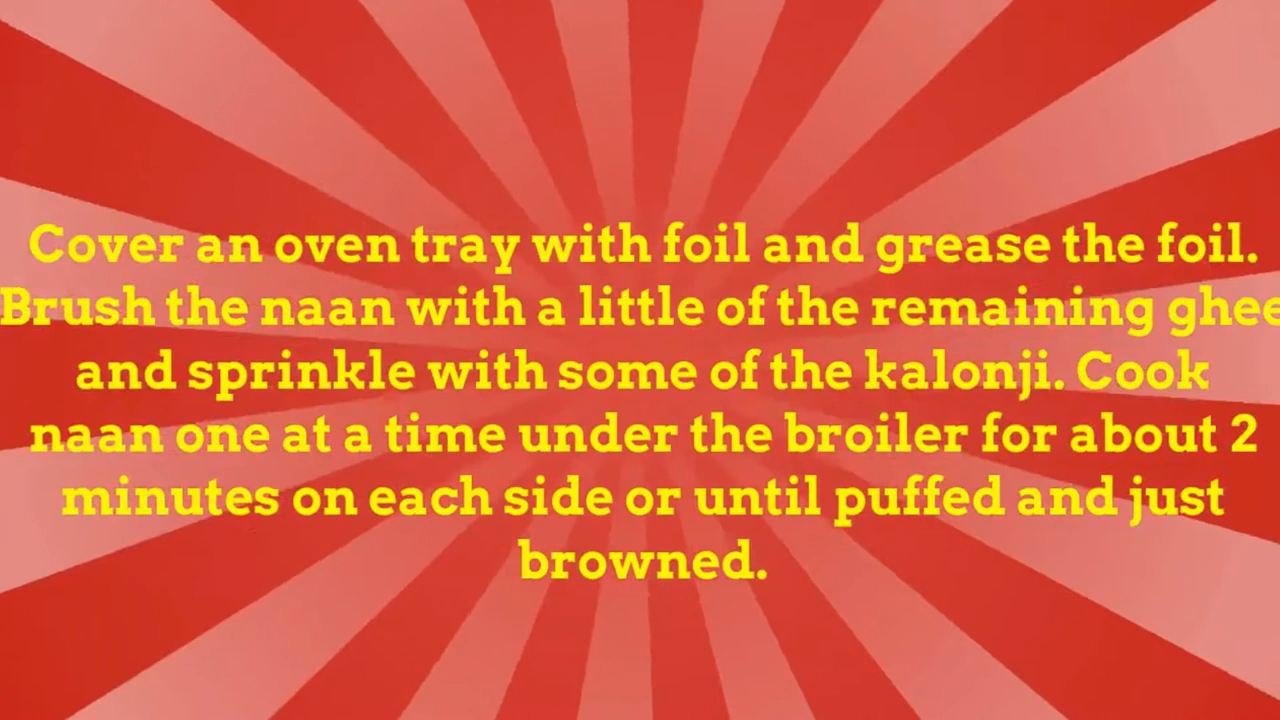 Cover an oven tray with foil and grease the foil.
Brush the naan with a little of the remaining ghee
and sprinkle with some of the kalonji. Cook
naan one at a time under the broiler for about 2
minutes on each side or until puffed and just
browned.